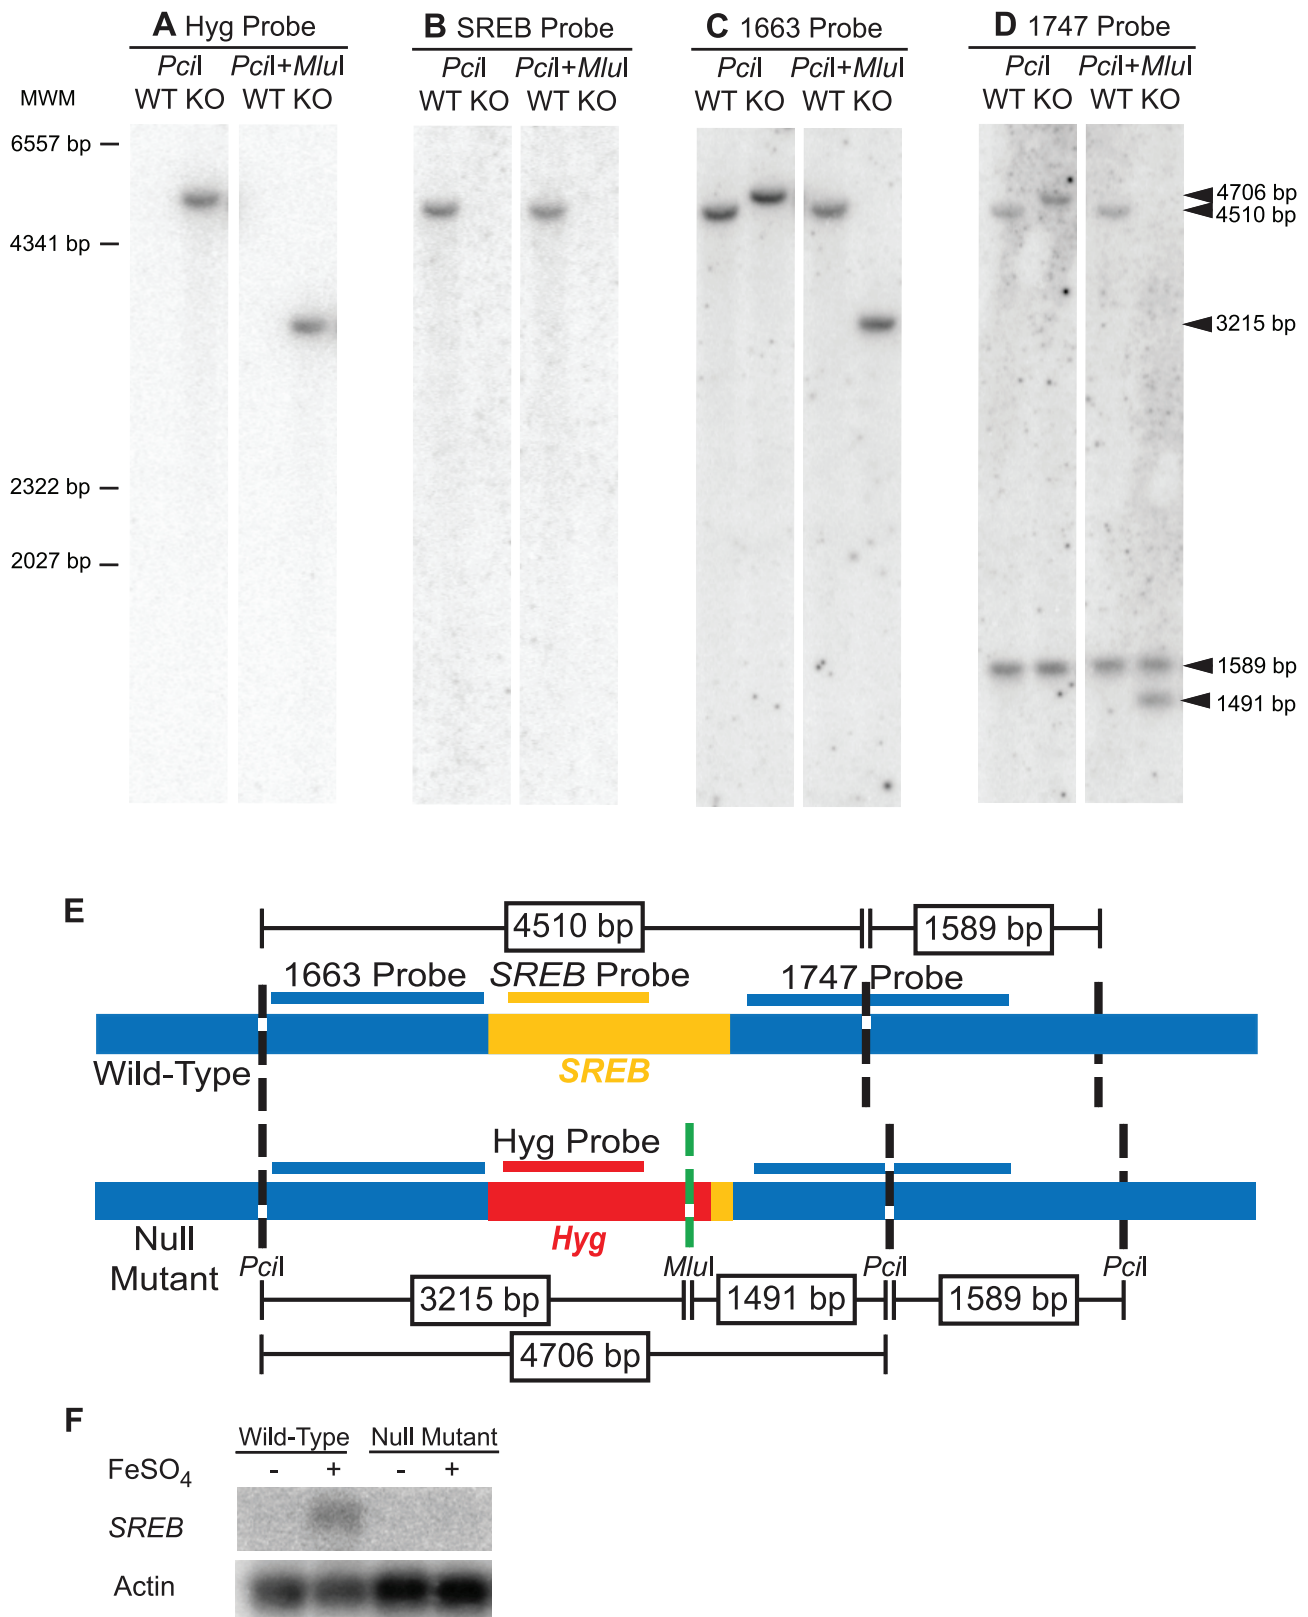 A Hyg Probe
B SREB Probe
C 1663 Probe
D 1747 Probe
PciI PciI+MluI
PciI PciI+MluI
PciI PciI+MluI
PciI PciI+MluI
MWM
WT KO WT KO
WT KO WT KO
WT KO WT KO
WT KO WT KO
6557 bp
4341 bp
2322 bp
2027 bp
4706 bp
4510 bp
3215 bp
1589 bp
1491 bp
E
4510 bp
1589 bp
1663 Probe
SREB Probe
1747 Probe
Wild-Type
SREB
Hyg Probe
Null
Mutant
Hyg
PciI
MluI
PciI
PciI
3215 bp
1491 bp
1589 bp
4706 bp
F
Wild-Type Null Mutant
FeSO4 - + - +
SREB
Actin